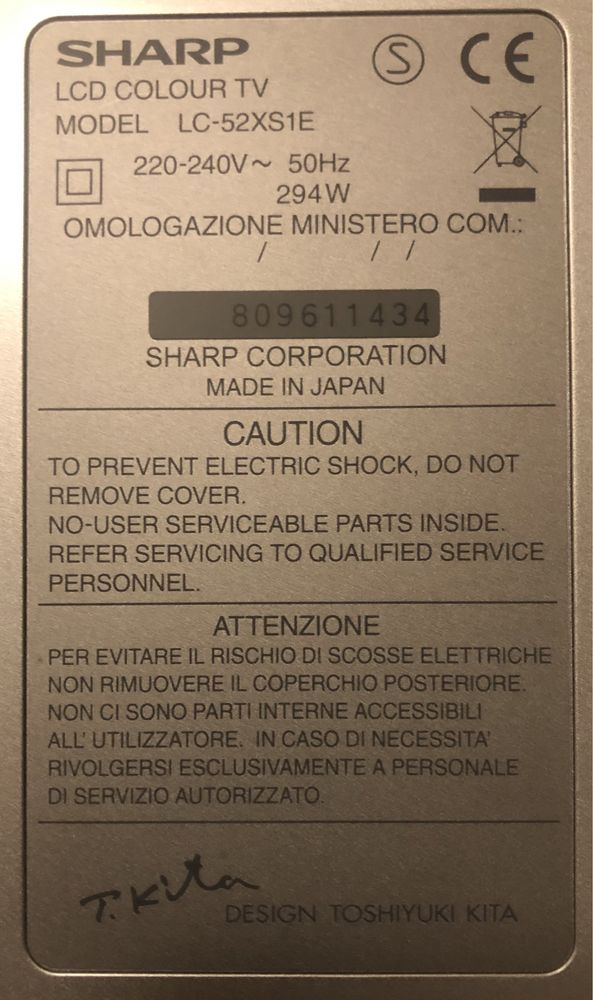 SHARP
LCD COLOUR TV
MODEL LC-52XS1E
S CE
220-240V~ 50Hz
294W
OMOLOGAZIONE MINISTERO COM.:
/ / /
809611434
SHARP CORPORATION
MADE IN JAPAN
CAUTION
TO PREVENT ELECTRIC SHOCK, DO NOT
REMOVE COVER.
NO-USER SERVICEABLE PARTS INSIDE.
REFER SERVICING TO QUALIFIED SERVICE
PERSONNEL.
ATTENZIONE
PER EVITARE IL RISCHIO DI SCOSSE ELETTRICHE
NON RIMUOVERE IL COPERCHIO POSTERIORE.
NON CI SONO PARTI INTERNE ACCESSIBILI
ALL' UTILIZZATORE. IN CASO DI NECESSITA'
RIVOLGERSI ESCLUSIVAMENTE A PERSONALE
DI SERVIZIO AUTORIZZATO.
T. Kita
DESIGN TOSHIYUKI KITA